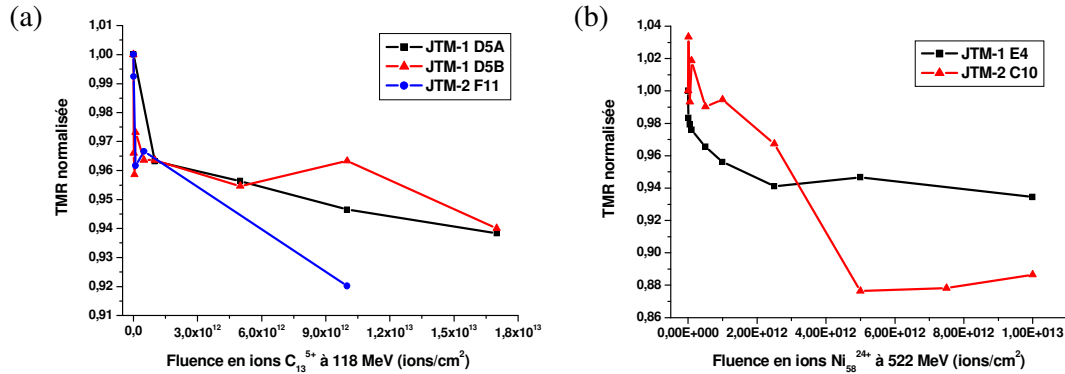 (a)
1,01
1,00
0,99
0,98
0,97
0,96
0,95
0,94
0,93
0,92
0,91
TMR normalisée
JTM-1 D5A
JTM-1 D5B
JTM-2 F11
0,0
3,0x10¹²
6,0x10¹²
9,0x10¹²
1,2x10¹³
1,5x10¹³
1,8x10¹³
Fluence en ions C₁₃⁵⁺ à 118 MeV (ions/cm²)
(b)
1,04
1,02
1,00
0,98
0,96
0,94
0,92
0,90
0,88
0,86
TMR normalisée
JTM-1 E4
JTM-2 C10
0,00E+000
2,00E+012
4,00E+012
6,00E+012
8,00E+012
1,00E+013
Fluence en ions Ni₅₈²⁴⁺ à 522 MeV (ions/cm²)